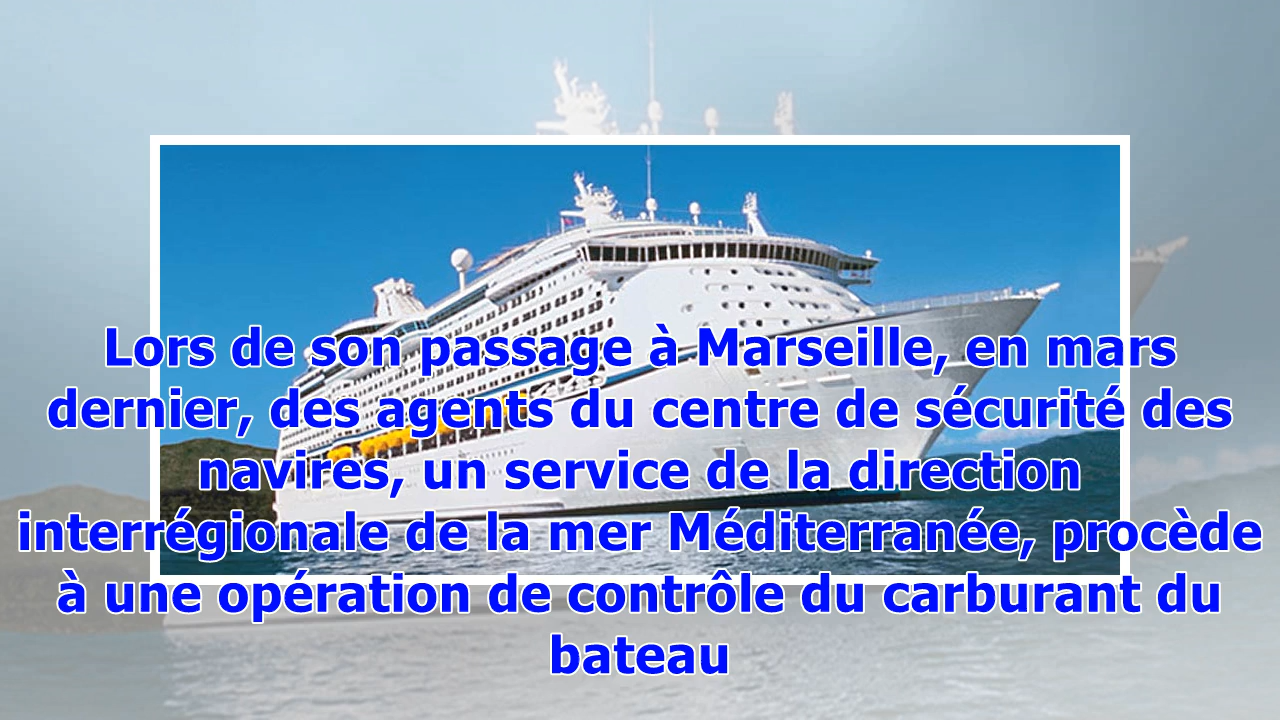 Lors de son passage à Marseille, en mars
dernier, des agents du centre de sécurité des
navires, un service de la direction
interrégionale de la mer Méditerranée, procède
à une opération de contrôle du carburant du
bateau